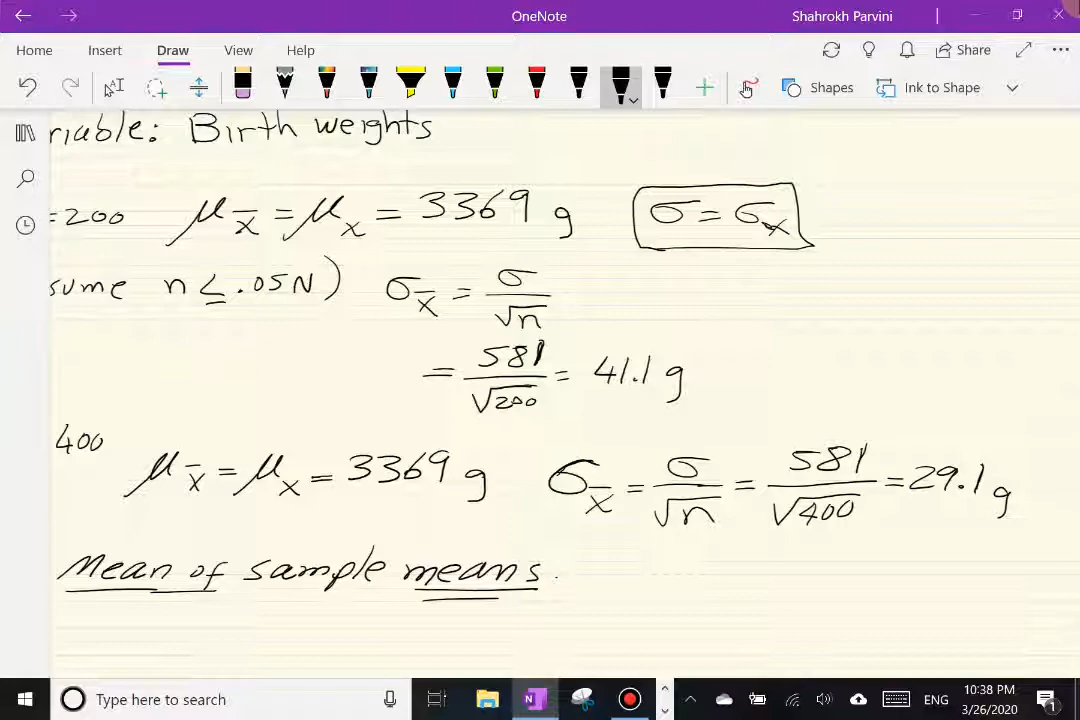 OneNote
Shahrokh Parvini
Home Insert Draw View Help
Share
Shapes
Ink to Shape
riable: Birth weights
=200 μx̄ = μx = 3369 g σ = σx
sume n ≤ .05N) σx̄ = σ/√n
= 581/√200 = 41.1 g
400 μx̄ = μx = 3369 g σx̄ = σ/√n = 581/√400 = 29.1 g
Mean of sample means.
Type here to search
ENG
10:38 PM
3/26/2020
1